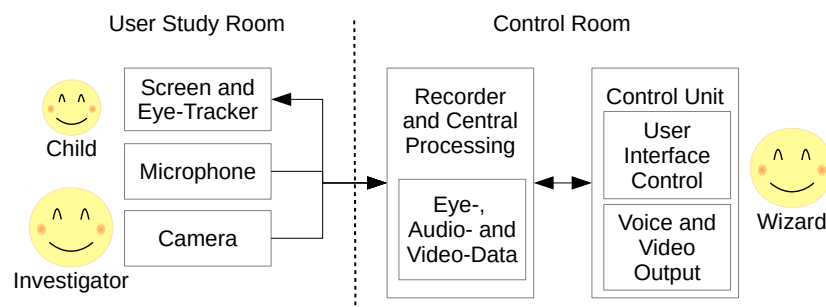 User Study Room
Control Room
Child
Investigator
Screen and
Eye-Tracker
Microphone
Camera
Recorder
and Central
Processing
Eye-,
Audio- and
Video-Data
Control Unit
User
Interface
Control
Voice and
Video
Output
Wizard